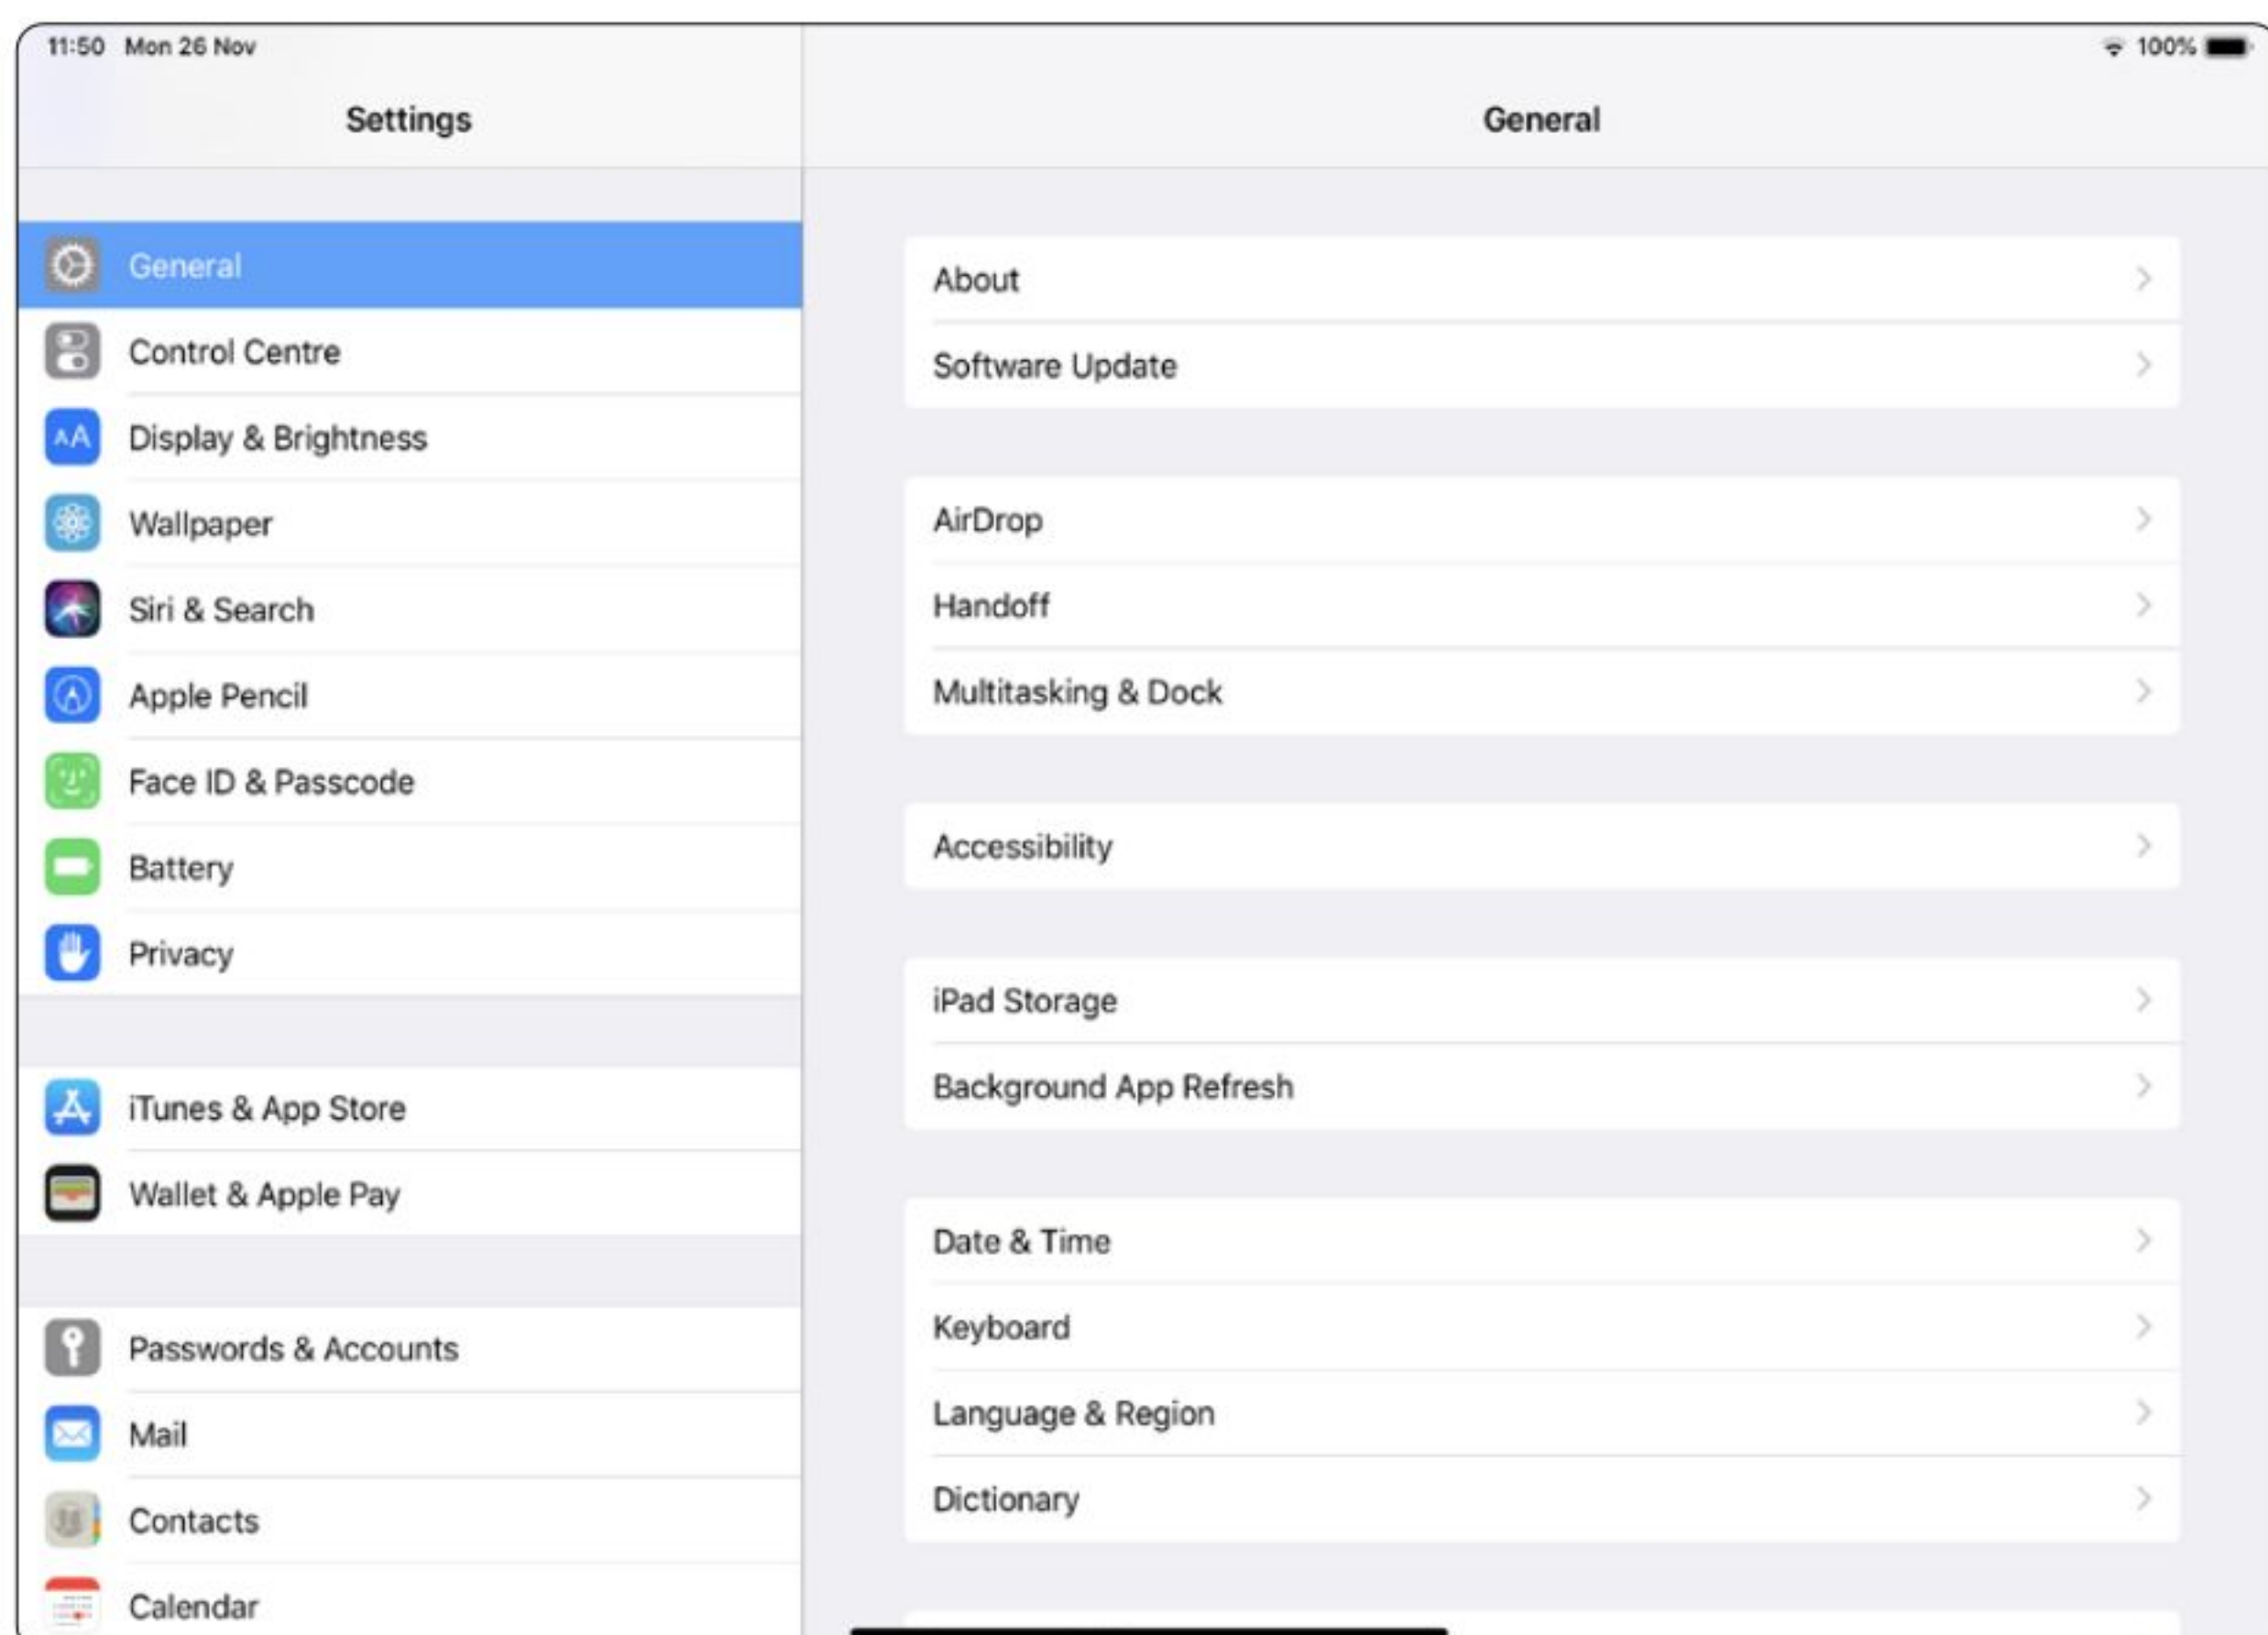 11:50 Mon 26 Nov
100%
Settings
General
General
Control Centre
Display & Brightness
Wallpaper
Siri & Search
Apple Pencil
Face ID & Passcode
Battery
Privacy
iTunes & App Store
Wallet & Apple Pay
Passwords & Accounts
Mail
Contacts
Calendar
About
Software Update
AirDrop
Handoff
Multitasking & Dock
Accessibility
iPad Storage
Background App Refresh
Date & Time
Keyboard
Language & Region
Dictionary